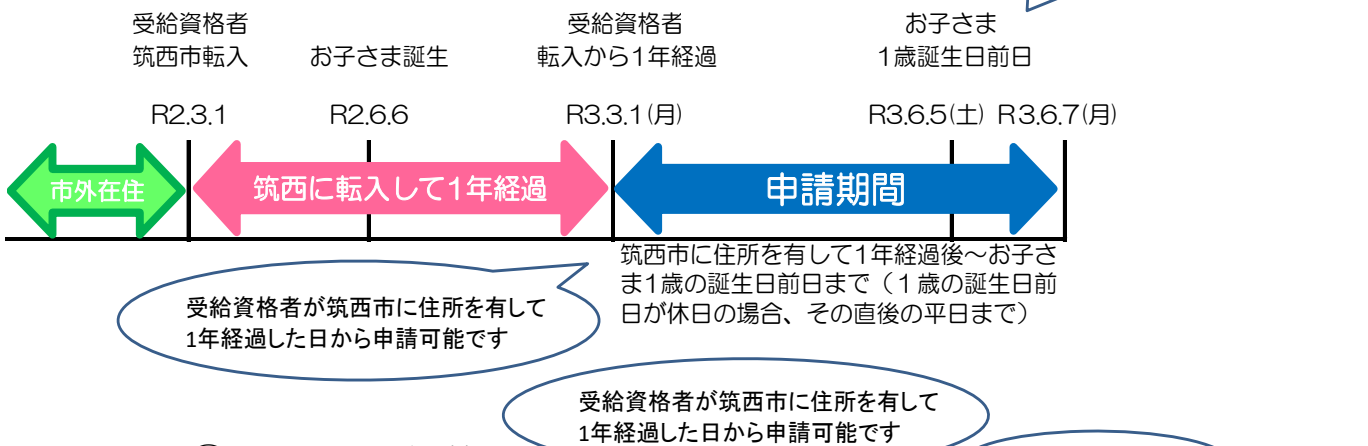 受給資格者
筑西市転入
お子さま誕生
受給資格者
転入から1年経過
お子さま
1歳誕生日前日
R2.3.1
R2.6.6
R3.3.1(月)
R3.6.5(土)
R3.6.7(月)
市外在住
筑西に転入して1年経過
申請期間
筑西市に住所を有して1年経過後～お子さ
ま1歳の誕生日前日まで（１歳の誕生日前
日が休日の場合、その直後の平日まで）
受給資格者が筑西市に住所を有して
1年経過した日から申請可能です
受給資格者が筑西市に住所を有して
1年経過した日から申請可能です